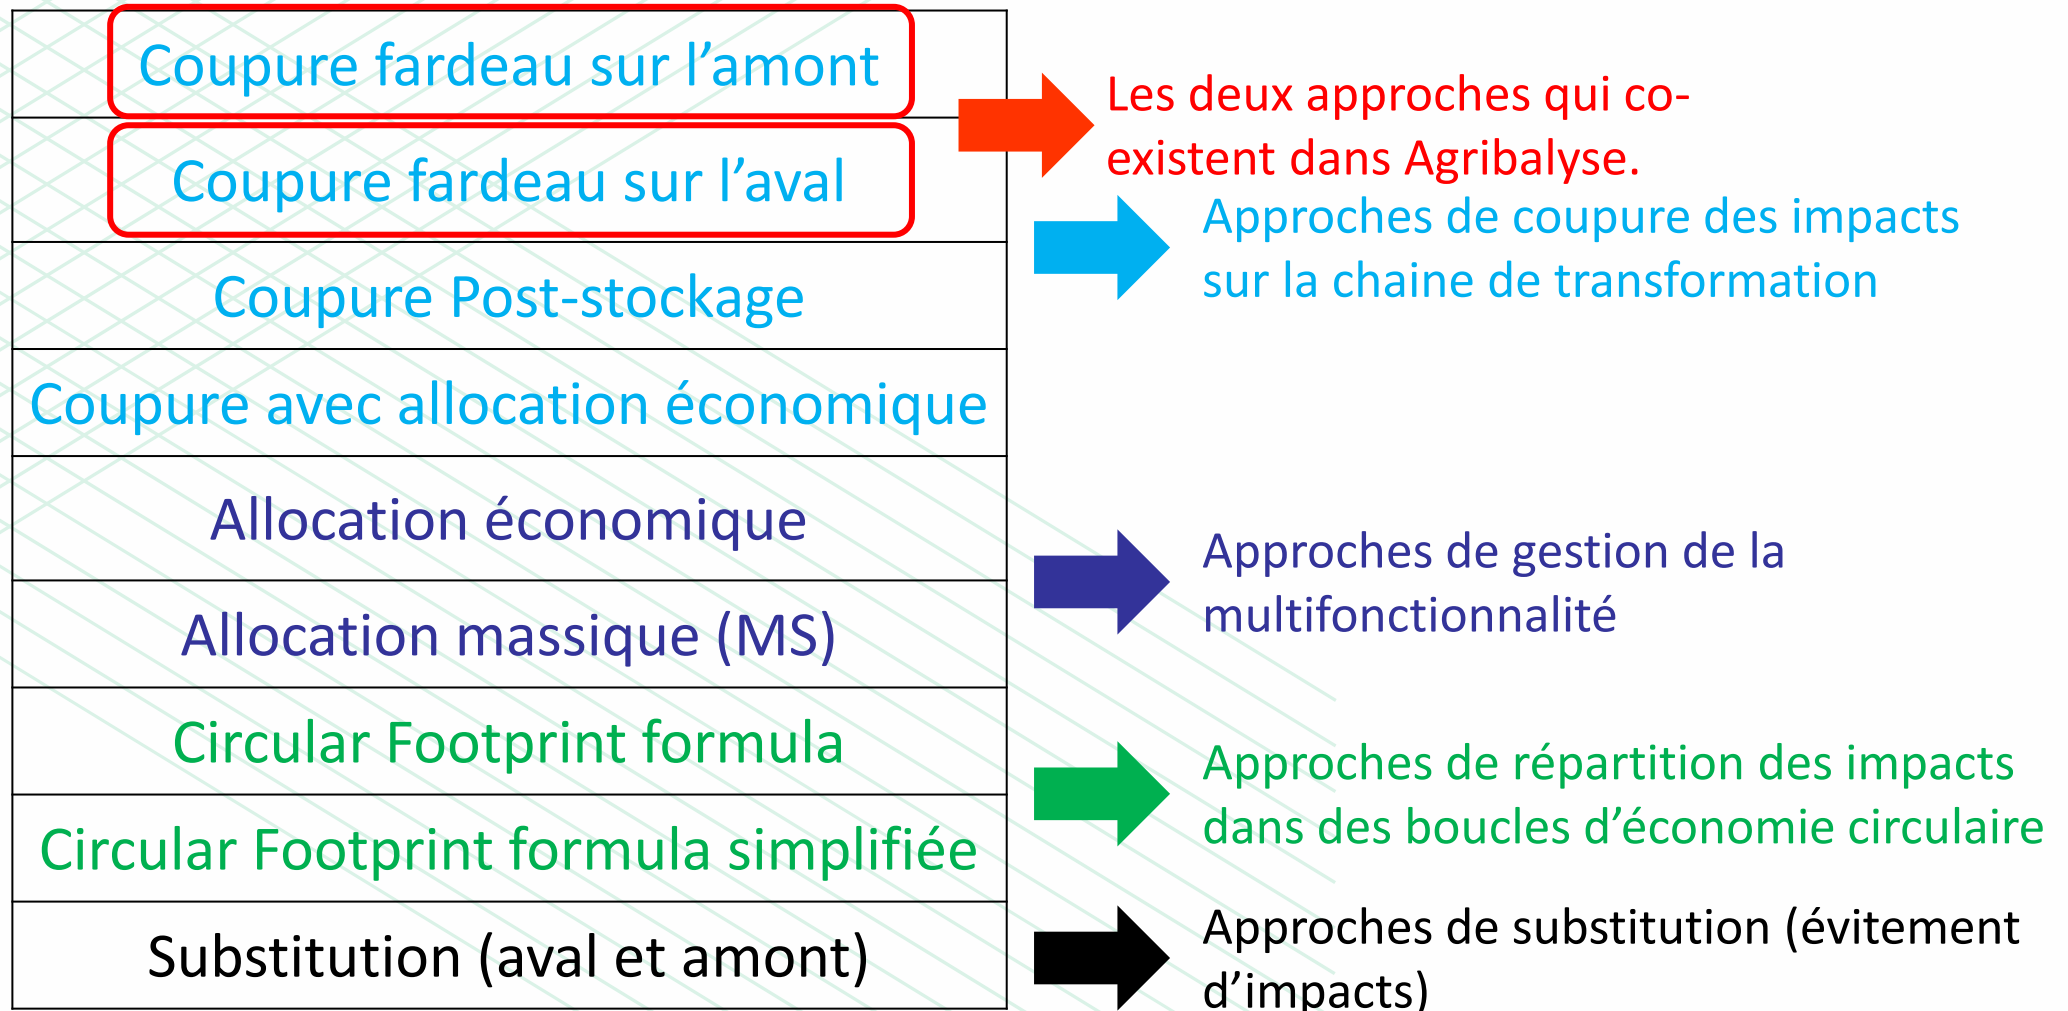 Coupure fardeau sur l’amont
Coupure fardeau sur l’aval
Coupure Post-stockage
Coupure avec allocation économique
Allocation économique
Allocation massique (MS)
Circular Footprint formula
Circular Footprint formula simplifiée
Substitution (aval et amont)
Les deux approches qui co-
existent dans Agribalyse.
Approches de coupure des impacts
sur la chaine de transformation
Approches de gestion de la
multifonctionnalité
Approches de répartition des impacts
dans des boucles d’économie circulaire
Approches de substitution (évitement
d’impacts)